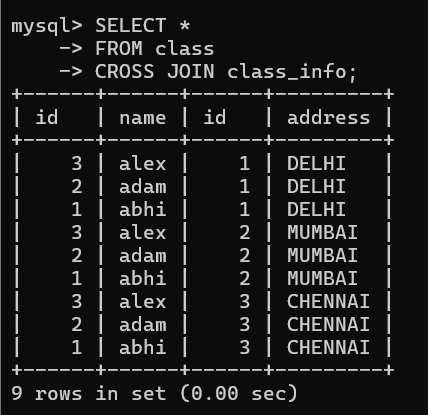 mysql> SELECT *
    -> FROM class
    -> CROSS JOIN class_info;
+------+------+------+---------+
| id   | name | id   | address |
+------+------+------+---------+
|    3 | alex |    1 | DELHI   |
|    2 | adam |    1 | DELHI   |
|    1 | abhi |    1 | DELHI   |
|    3 | alex |    2 | MUMBAI  |
|    2 | adam |    2 | MUMBAI  |
|    1 | abhi |    2 | MUMBAI  |
|    3 | alex |    3 | CHENNAI |
|    2 | adam |    3 | CHENNAI |
|    1 | abhi |    3 | CHENNAI |
+------+------+------+---------+
9 rows in set (0.00 sec)